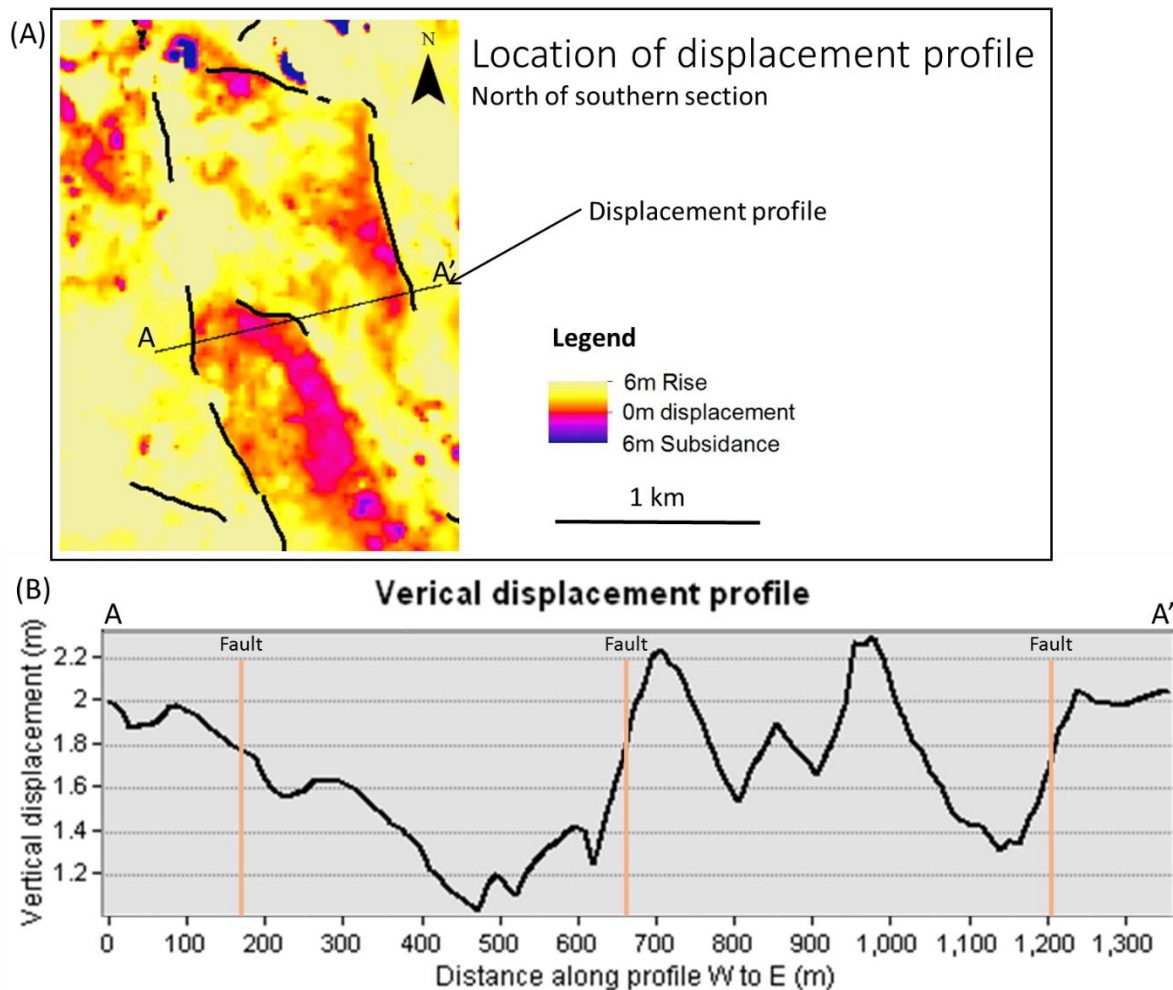 (A)
N
Location of displacement profile
North of southern section
Displacement profile
A
A’
Legend
6m Rise
0m displacement
6m Subsidance
1 km
(B)
A
Verical displacement profile
A’
Fault
Fault
Fault
Vertical displacement (m)
2.2
2
1.8
1.6
1.4
1.2
0 100 200 300 400 500 600 700 800 900 1,000 1,100 1,200 1,300
Distance along profile W to E (m)